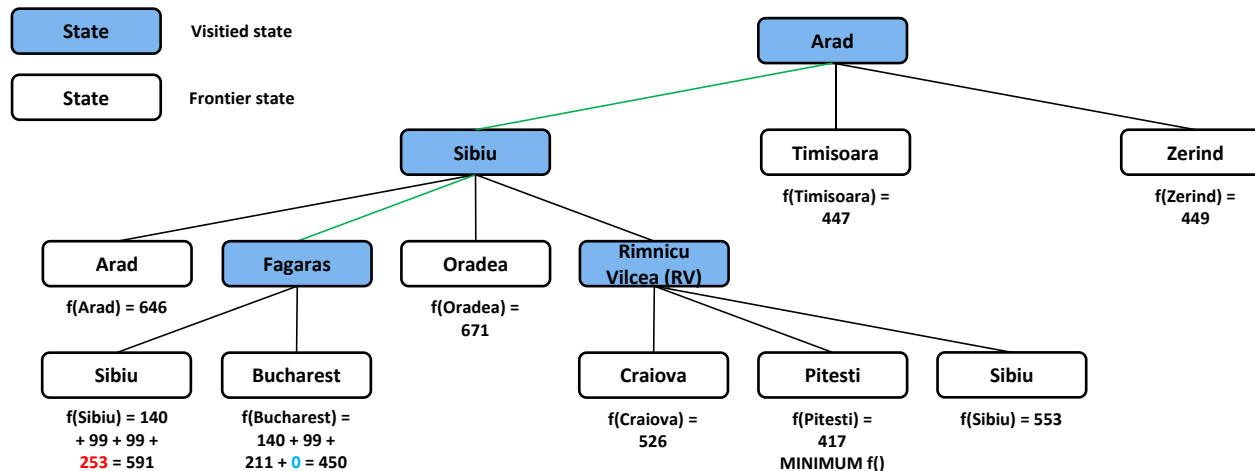 State
Visitied state
State
Frontier state
Arad
Sibiu
Timisoara
Zerind
f(Timisoara) =
447
f(Zerind) =
449
Arad
Fagaras
Oradea
Rimnicu
Vilcea (RV)
f(Arad) = 646
f(Oradea) =
671
Sibiu
Bucharest
Craiova
Pitesti
Sibiu
f(Sibiu) = 140
+ 99 + 99 +
253 = 591
f(Bucharest) =
140 + 99 +
211 + 0 = 450
f(Craiova) =
526
f(Pitesti) =
417
MINIMUM f()
f(Sibiu) = 553